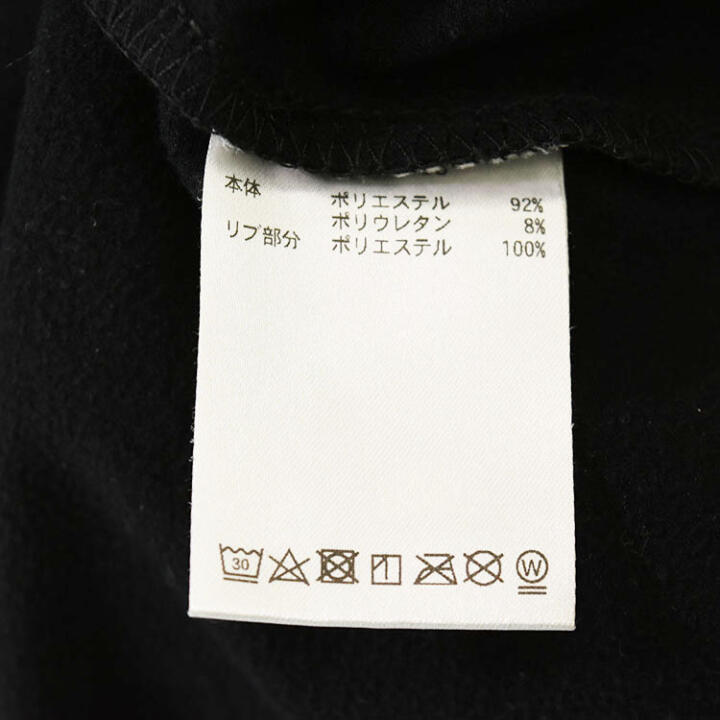 本体 ポリエステル 92%
ポリウレタン 8%
リブ部分 ポリエステル 100%
30 W